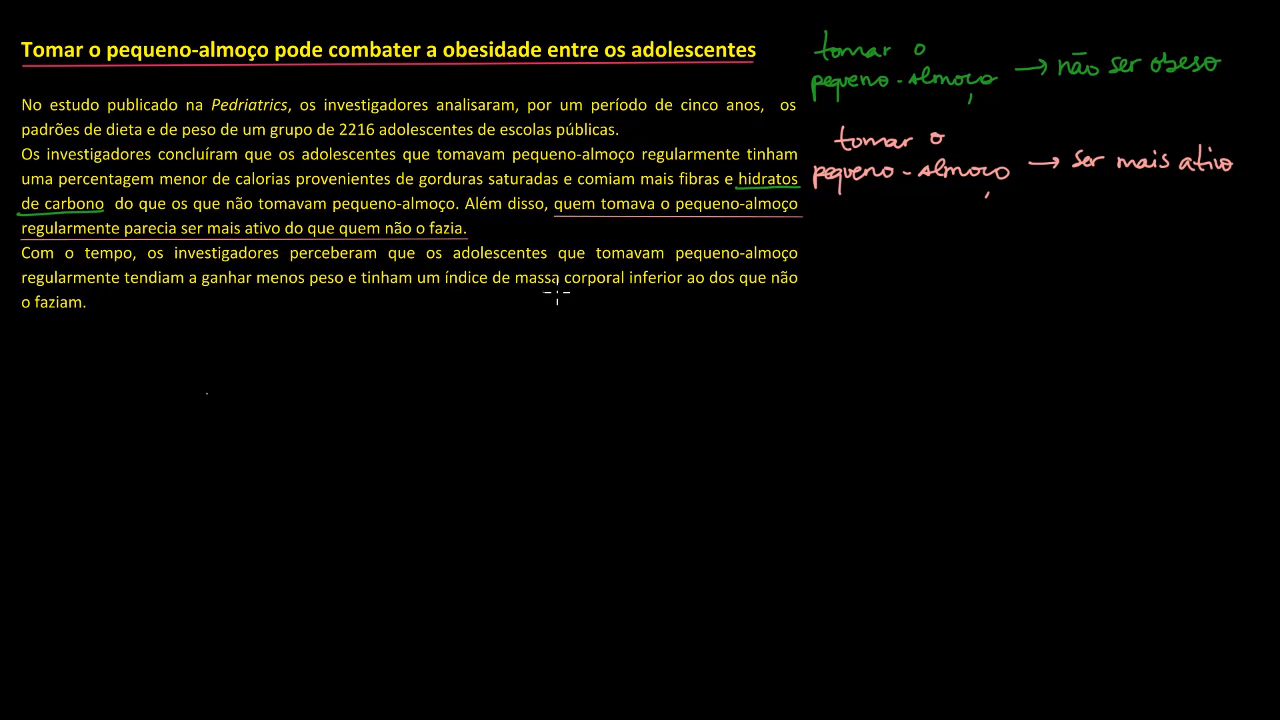 Tomar o pequeno-almoço pode combater a obesidade entre os adolescentes
No estudo publicado na Pedriatrics, os investigadores analisaram, por um período de cinco anos, os
padrões de dieta e de peso de um grupo de 2216 adolescentes de escolas públicas.
Os investigadores concluíram que os adolescentes que tomavam pequeno-almoço regularmente tinham
uma percentagem menor de calorias provenientes de gorduras saturadas e comiam mais fibras e hidratos
de carbono do que os que não tomavam pequeno-almoço. Além disso, quem tomava o pequeno-almoço
regularmente parecia ser mais ativo do que quem não o fazia.
Com o tempo, os investigadores perceberam que os adolescentes que tomavam pequeno-almoço
regularmente tendiam a ganhar menos peso e tinham um índice de massa corporal inferior ao dos que não
o faziam.
tomar o
pequeno-almoço → não ser obeso
tomar o
pequeno-almoço → ser mais ativo